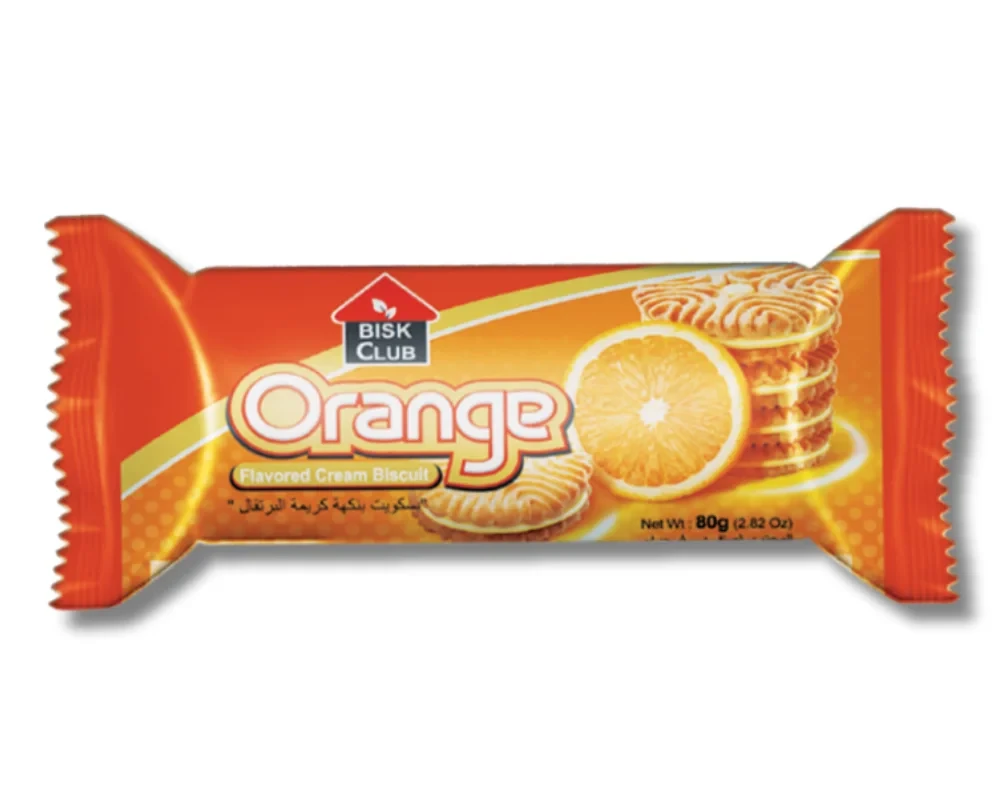 BISK
CLUB
Orange
Flavored Cream Biscuit
"بسكويت بنكهة كريمة البرتقال"
Net Wt : 80g (2.82 Oz)